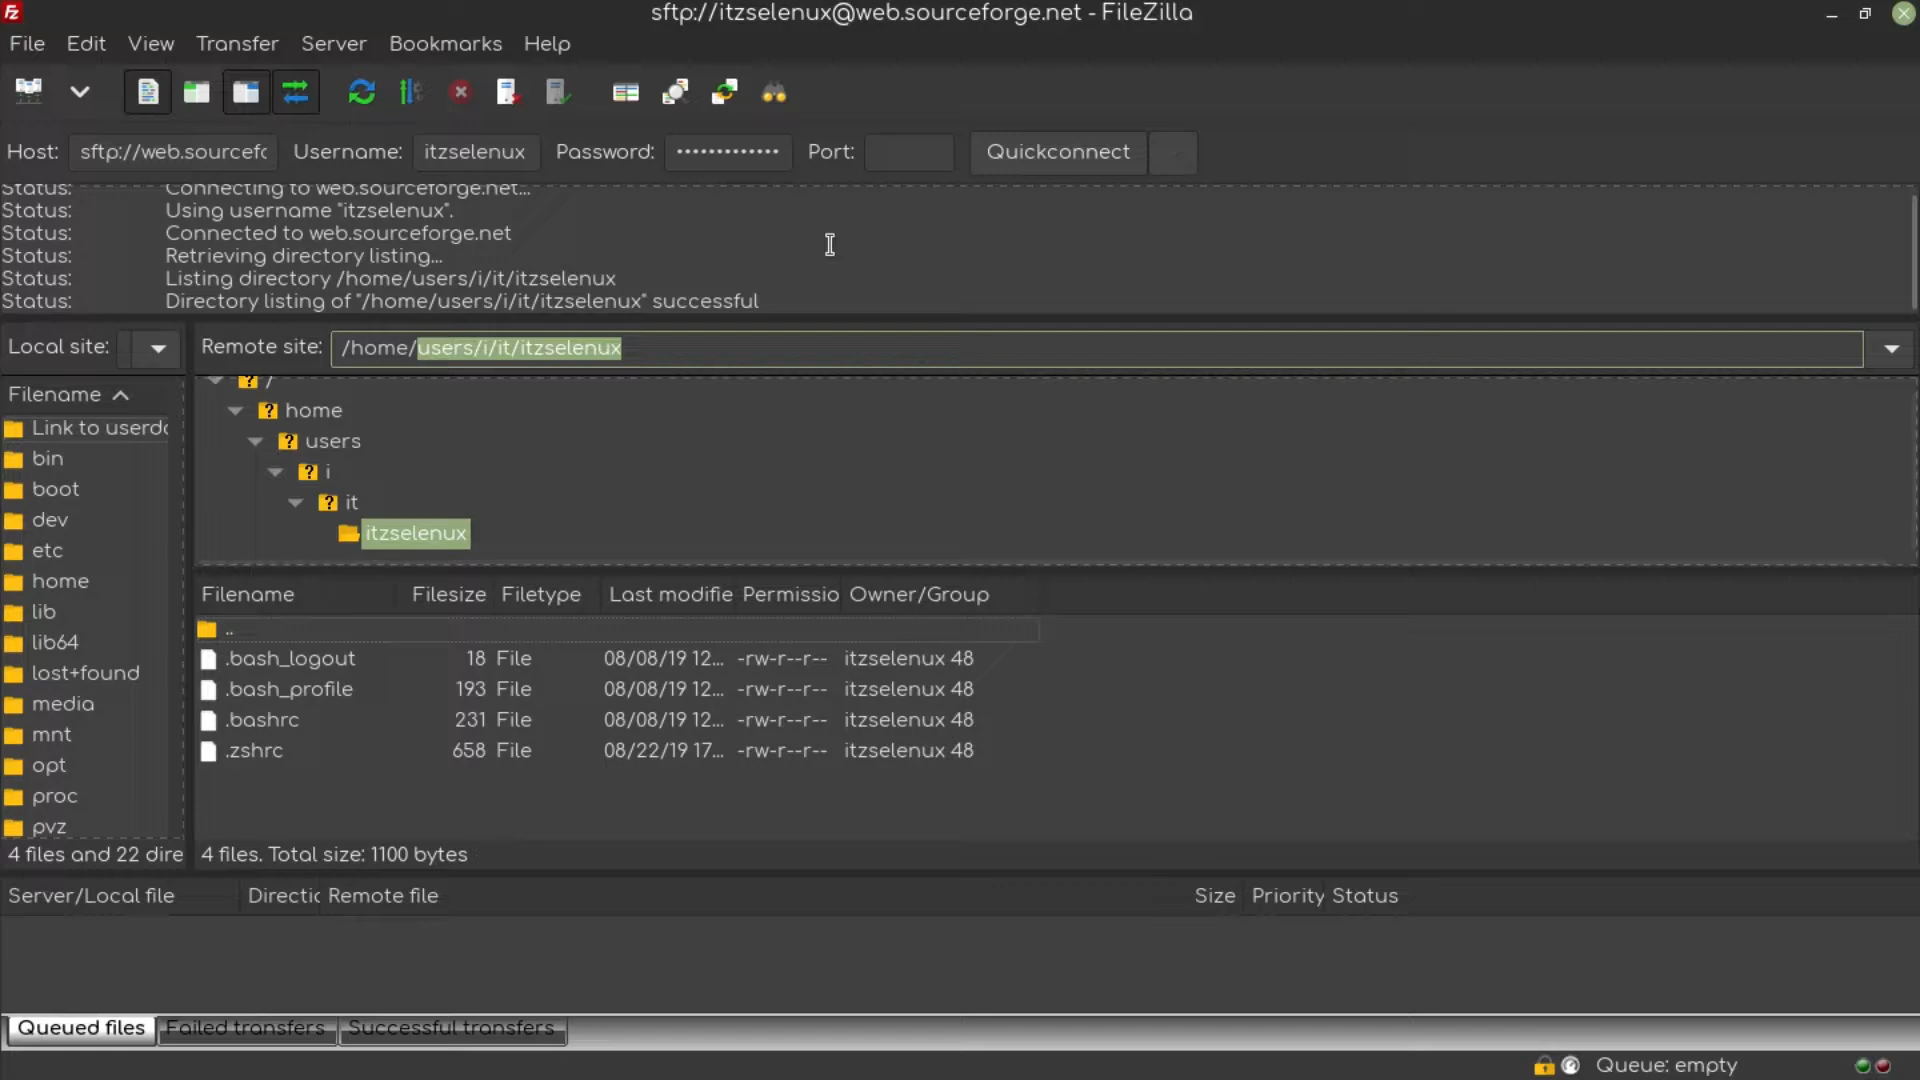 sftp://itzselenux@web.sourceforge.net - FileZilla
File Edit View Transfer Server Bookmarks Help
Host: sftp://web.sourcefc Username: itzselenux Password: ••••••••••••• Port: Quickconnect
Status: Connecting to web.sourceforge.net...
Status: Using username "itzselenux".
Status: Connected to web.sourceforge.net
Status: Retrieving directory listing...
Status: Listing directory /home/users/i/it/itzselenux
Status: Directory listing of "/home/users/i/it/itzselenux" successful
Local site:
Remote site: /home/users/i/it/itzselenux
Filename
Link to userdc
bin
boot
dev
etc
home
lib
lib64
lost+found
media
mnt
opt
proc
pvz
4 files and 22 dire
/
home
users
i
it
itzselenux
Filename Filesize Filetype Last modifie Permissio Owner/Group
..
.bash_logout 18 File 08/08/19 12... -rw-r--r-- itzselenux 48
.bash_profile 193 File 08/08/19 12... -rw-r--r-- itzselenux 48
.bashrc 231 File 08/08/19 12... -rw-r--r-- itzselenux 48
.zshrc 658 File 08/22/19 17... -rw-r--r-- itzselenux 48
4 files. Total size: 1100 bytes
Server/Local file Directic Remote file Size Priority Status
Queued files Failed transfers Successful transfers
Queue: empty